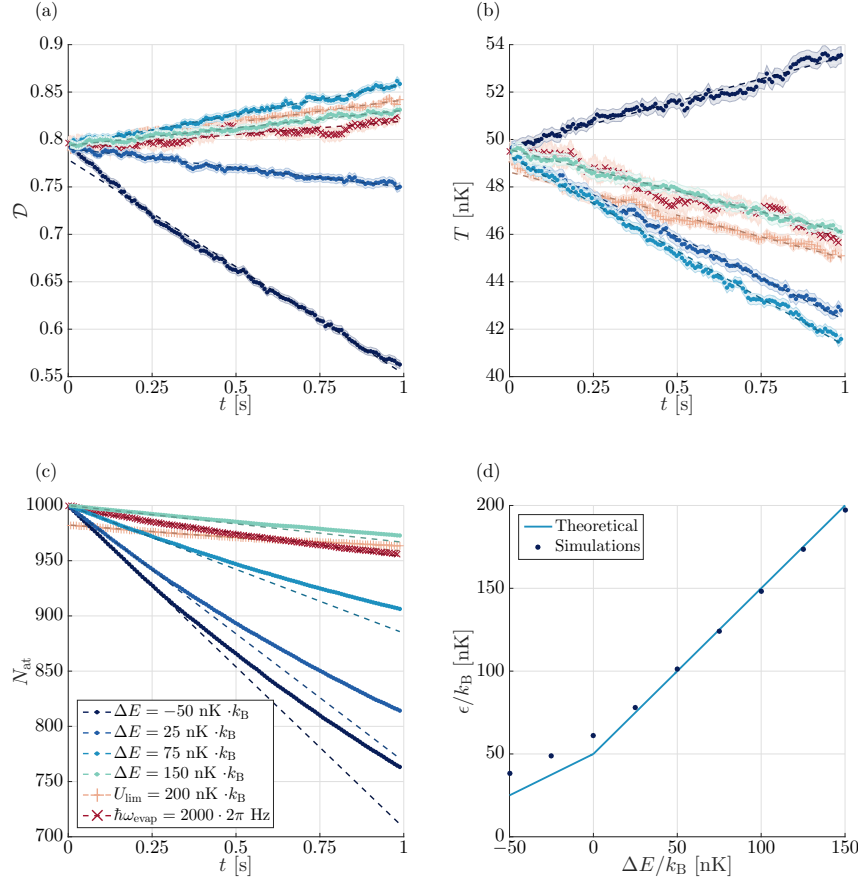 (a)
0.9
0.85
0.8
0.75
0.7
0.65
0.6
0.55
0 0.25 0.5 0.75 1
𝒟
t [s]
(b)
54
52
50
48
46
44
42
40
0 0.25 0.5 0.75 1
T [nK]
t [s]
(c)
1000
950
900
850
800
750
700
0 0.25 0.5 0.75 1
N_at
t [s]
ΔE = −50 nK ·k_B
ΔE = 25 nK ·k_B
ΔE = 75 nK ·k_B
ΔE = 150 nK ·k_B
U_lim = 200 nK ·k_B
ℏω_evap = 2000 · 2π Hz
(d)
200
150
100
50
0
-50 0 50 100 150
ϵ/k_B [nK]
ΔE/k_B [nK]
Theoretical
Simulations